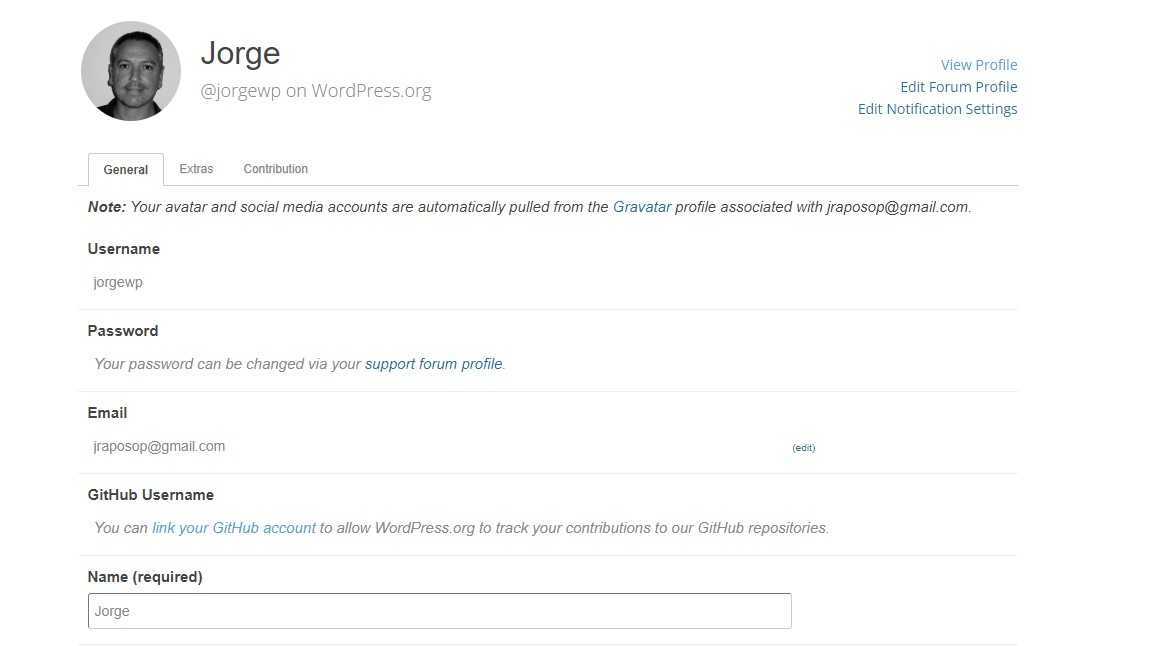 Jorge
@jorgewp on WordPress.org
View Profile
Edit Forum Profile
Edit Notification Settings
General Extras Contribution
Note: Your avatar and social media accounts are automatically pulled from the Gravatar profile associated with jraposop@gmail.com.
Username
jorgewp
Password
Your password can be changed via your support forum profile.
Email
jraposop@gmail.com (edit)
GitHub Username
You can link your GitHub account to allow WordPress.org to track your contributions to our GitHub repositories.
Name (required)
Jorge